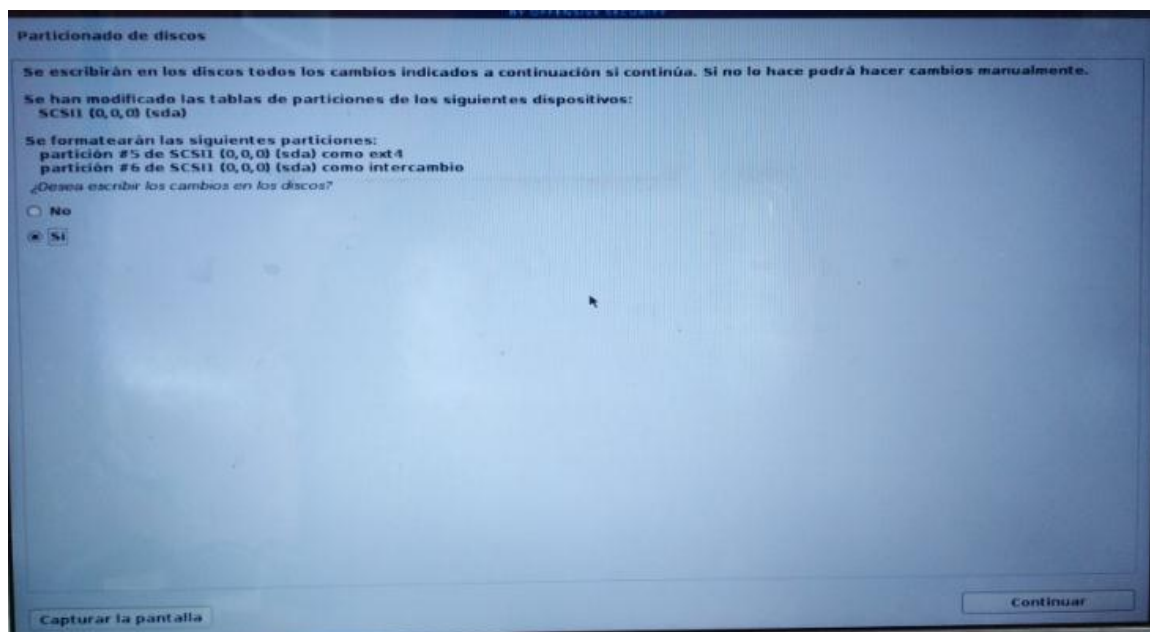 BY OFFENSIVE SECURITY
Particionado de discos
Se escribirán en los discos todos los cambios indicados a continuación si continúa. Si no lo hace podrá hacer cambios manualmente.
Se han modificado las tablas de particiones de los siguientes dispositivos:
SCSI1 (0,0,0) (sda)
Se formatearán las siguientes particiones:
partición #5 de SCSI1 (0,0,0) (sda) como ext4
partición #6 de SCSI1 (0,0,0) (sda) como intercambio
¿Desea escribir los cambios en los discos?
No
Sí
Continuar
Capturar la pantalla